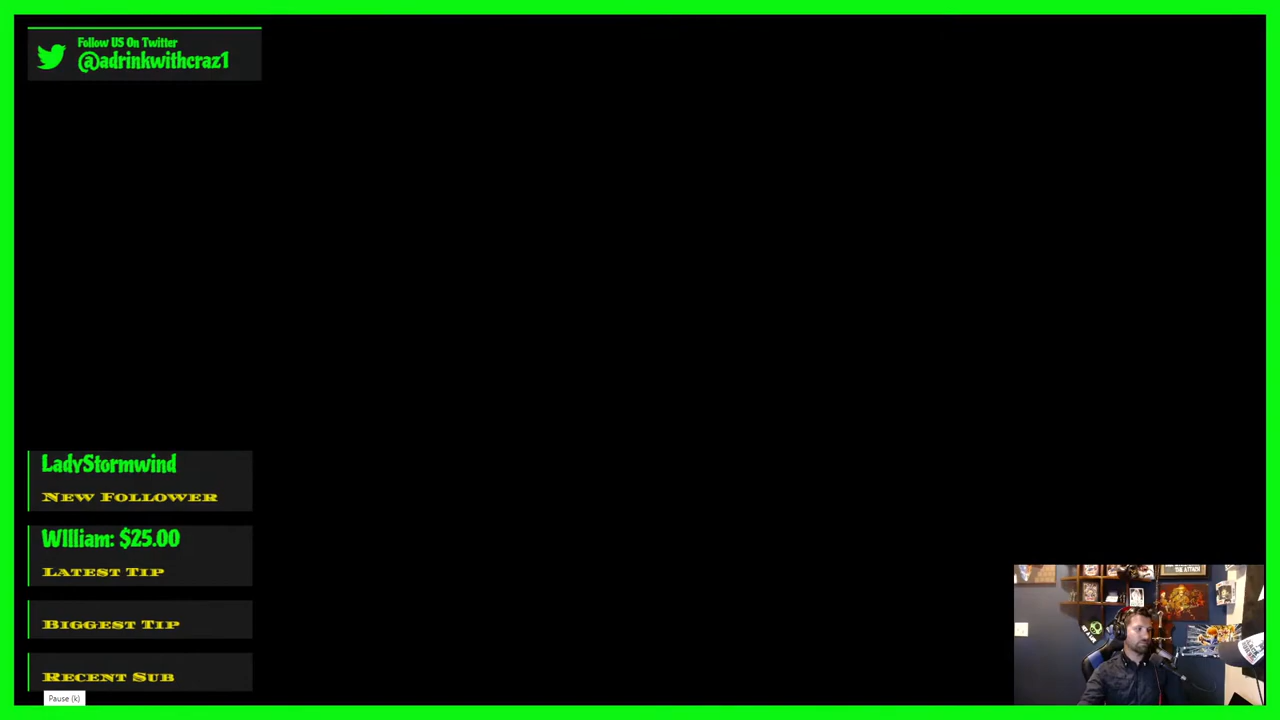 Follow US On Twitter
@adrinkwithcraz1
LadyStormwind
New Follower
WIlliam: $25.00
Latest Tip
Biggest Tip
Recent Sub
Pause (k)